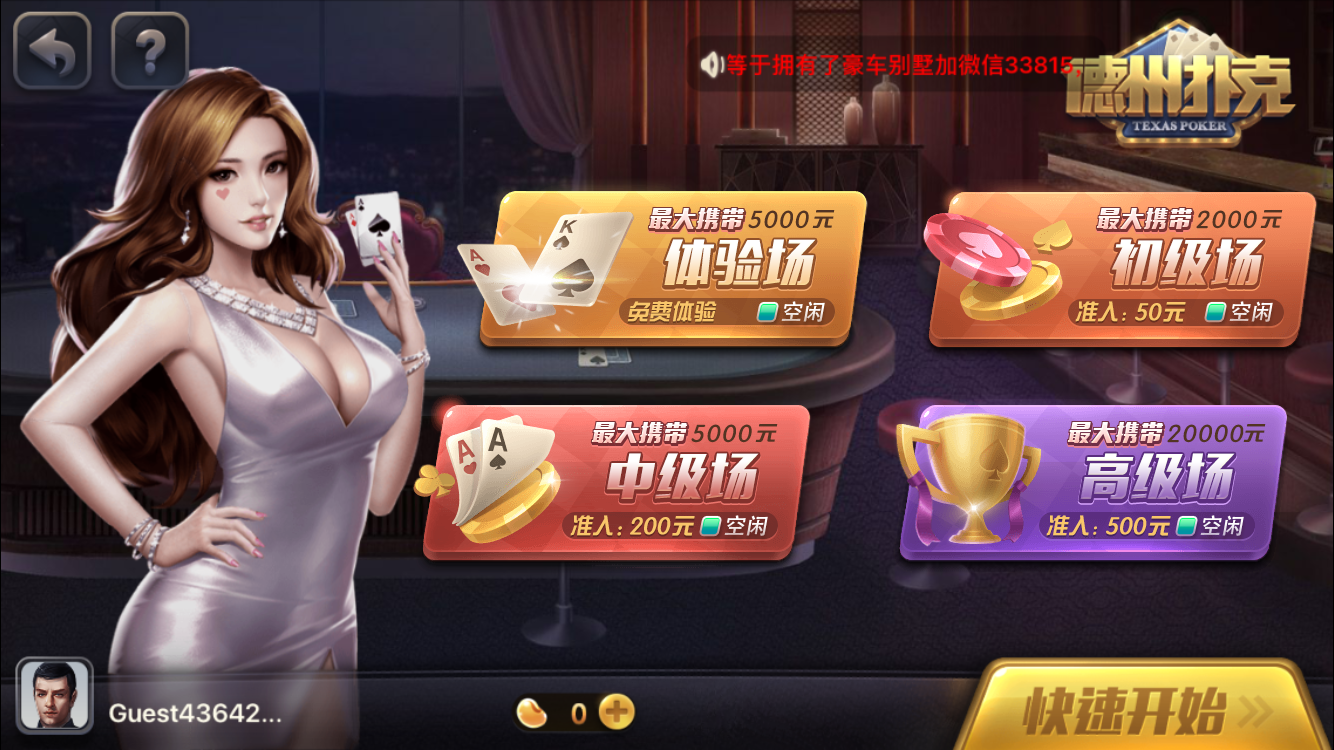 ?
等于拥有了豪车别墅加微信33815,
德州扑克
TEXAS POKER
最大携带5000元
体验场
免费体验 空闲
K
A
最大携带2000元
初级场
准入: 50元 空闲
最大携带5000元
中级场
准入: 200元 空闲
A
A
最大携带20000元
高级场
准入: 500元 空闲
A
A
Guest43642...
0
快速开始